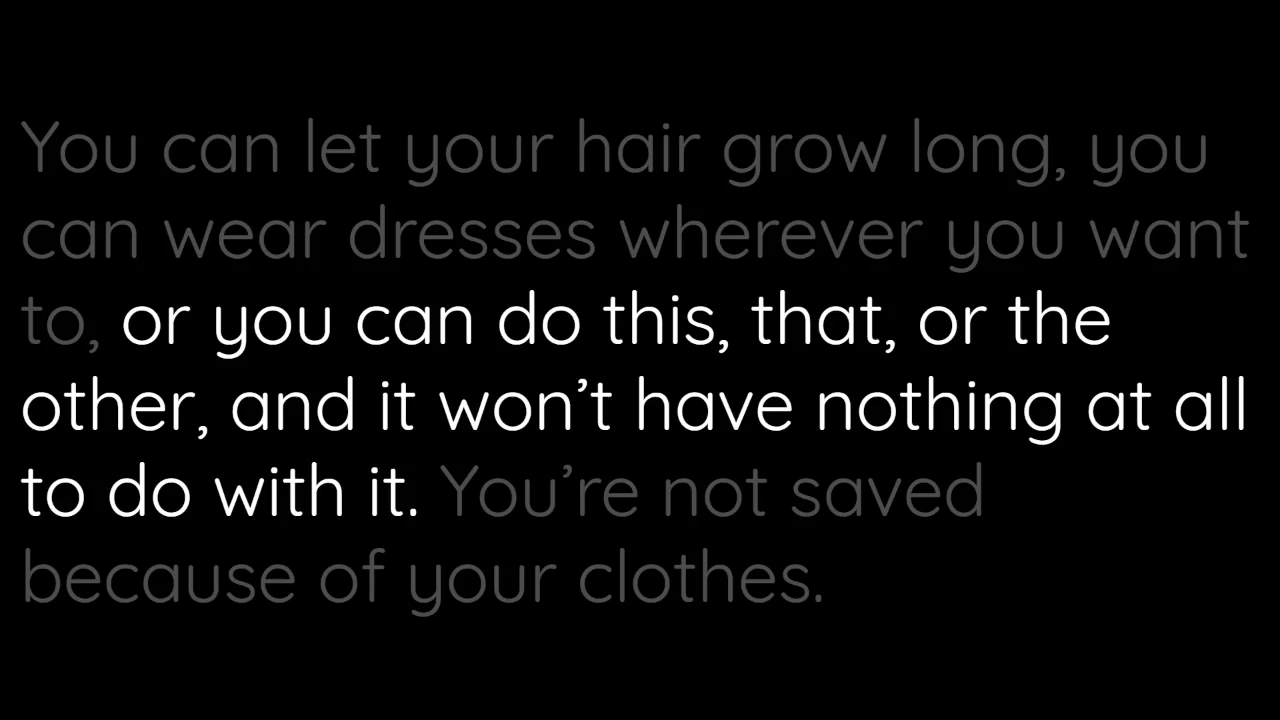 You can let your hair grow long, you
can wear dresses wherever you want
to, or you can do this, that, or the
other, and it won’t have nothing at all
to do with it. You’re not saved
because of your clothes.